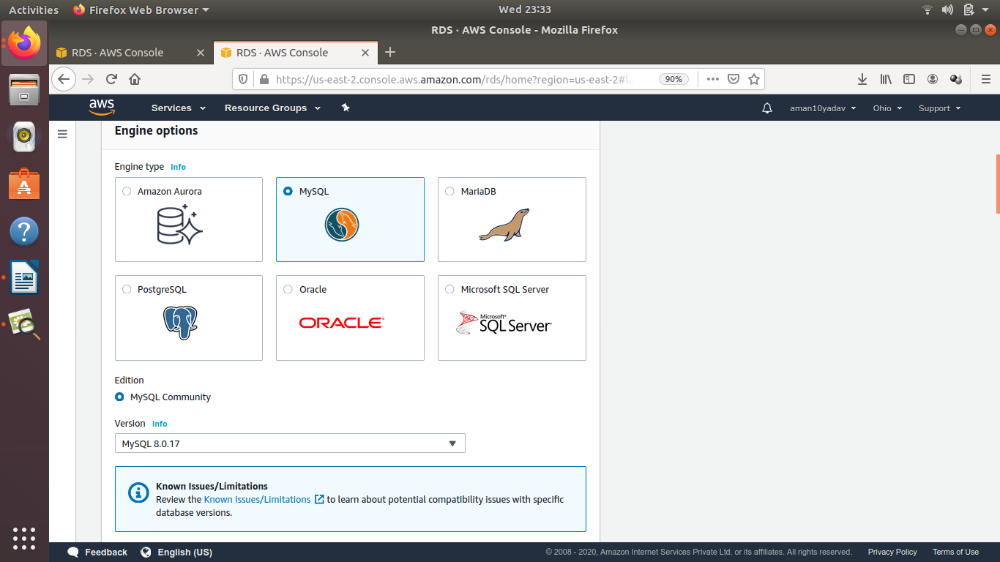 Activities Firefox Web Browser Wed 23:33
RDS · AWS Console - Mozilla Firefox
RDS · AWS Console RDS · AWS Console
https://us-east-2.console.aws.amazon.com/rds/home?region=us-east-2#la 90%
aws Services Resource Groups aman10yadav Ohio Support
Engine options
Engine type Info
Amazon Aurora MySQL MariaDB
PostgreSQL Oracle Microsoft SQL Server
ORACLE Microsoft® SQL Server
Edition
MySQL Community
Version Info
MySQL 8.0.17
Known Issues/Limitations
Review the Known Issues/Limitations to learn about potential compatibility issues with specific
database versions.
Feedback English (US) © 2008 - 2020, Amazon Internet Services Private Ltd. or its affiliates. All rights reserved. Privacy Policy Terms of Use